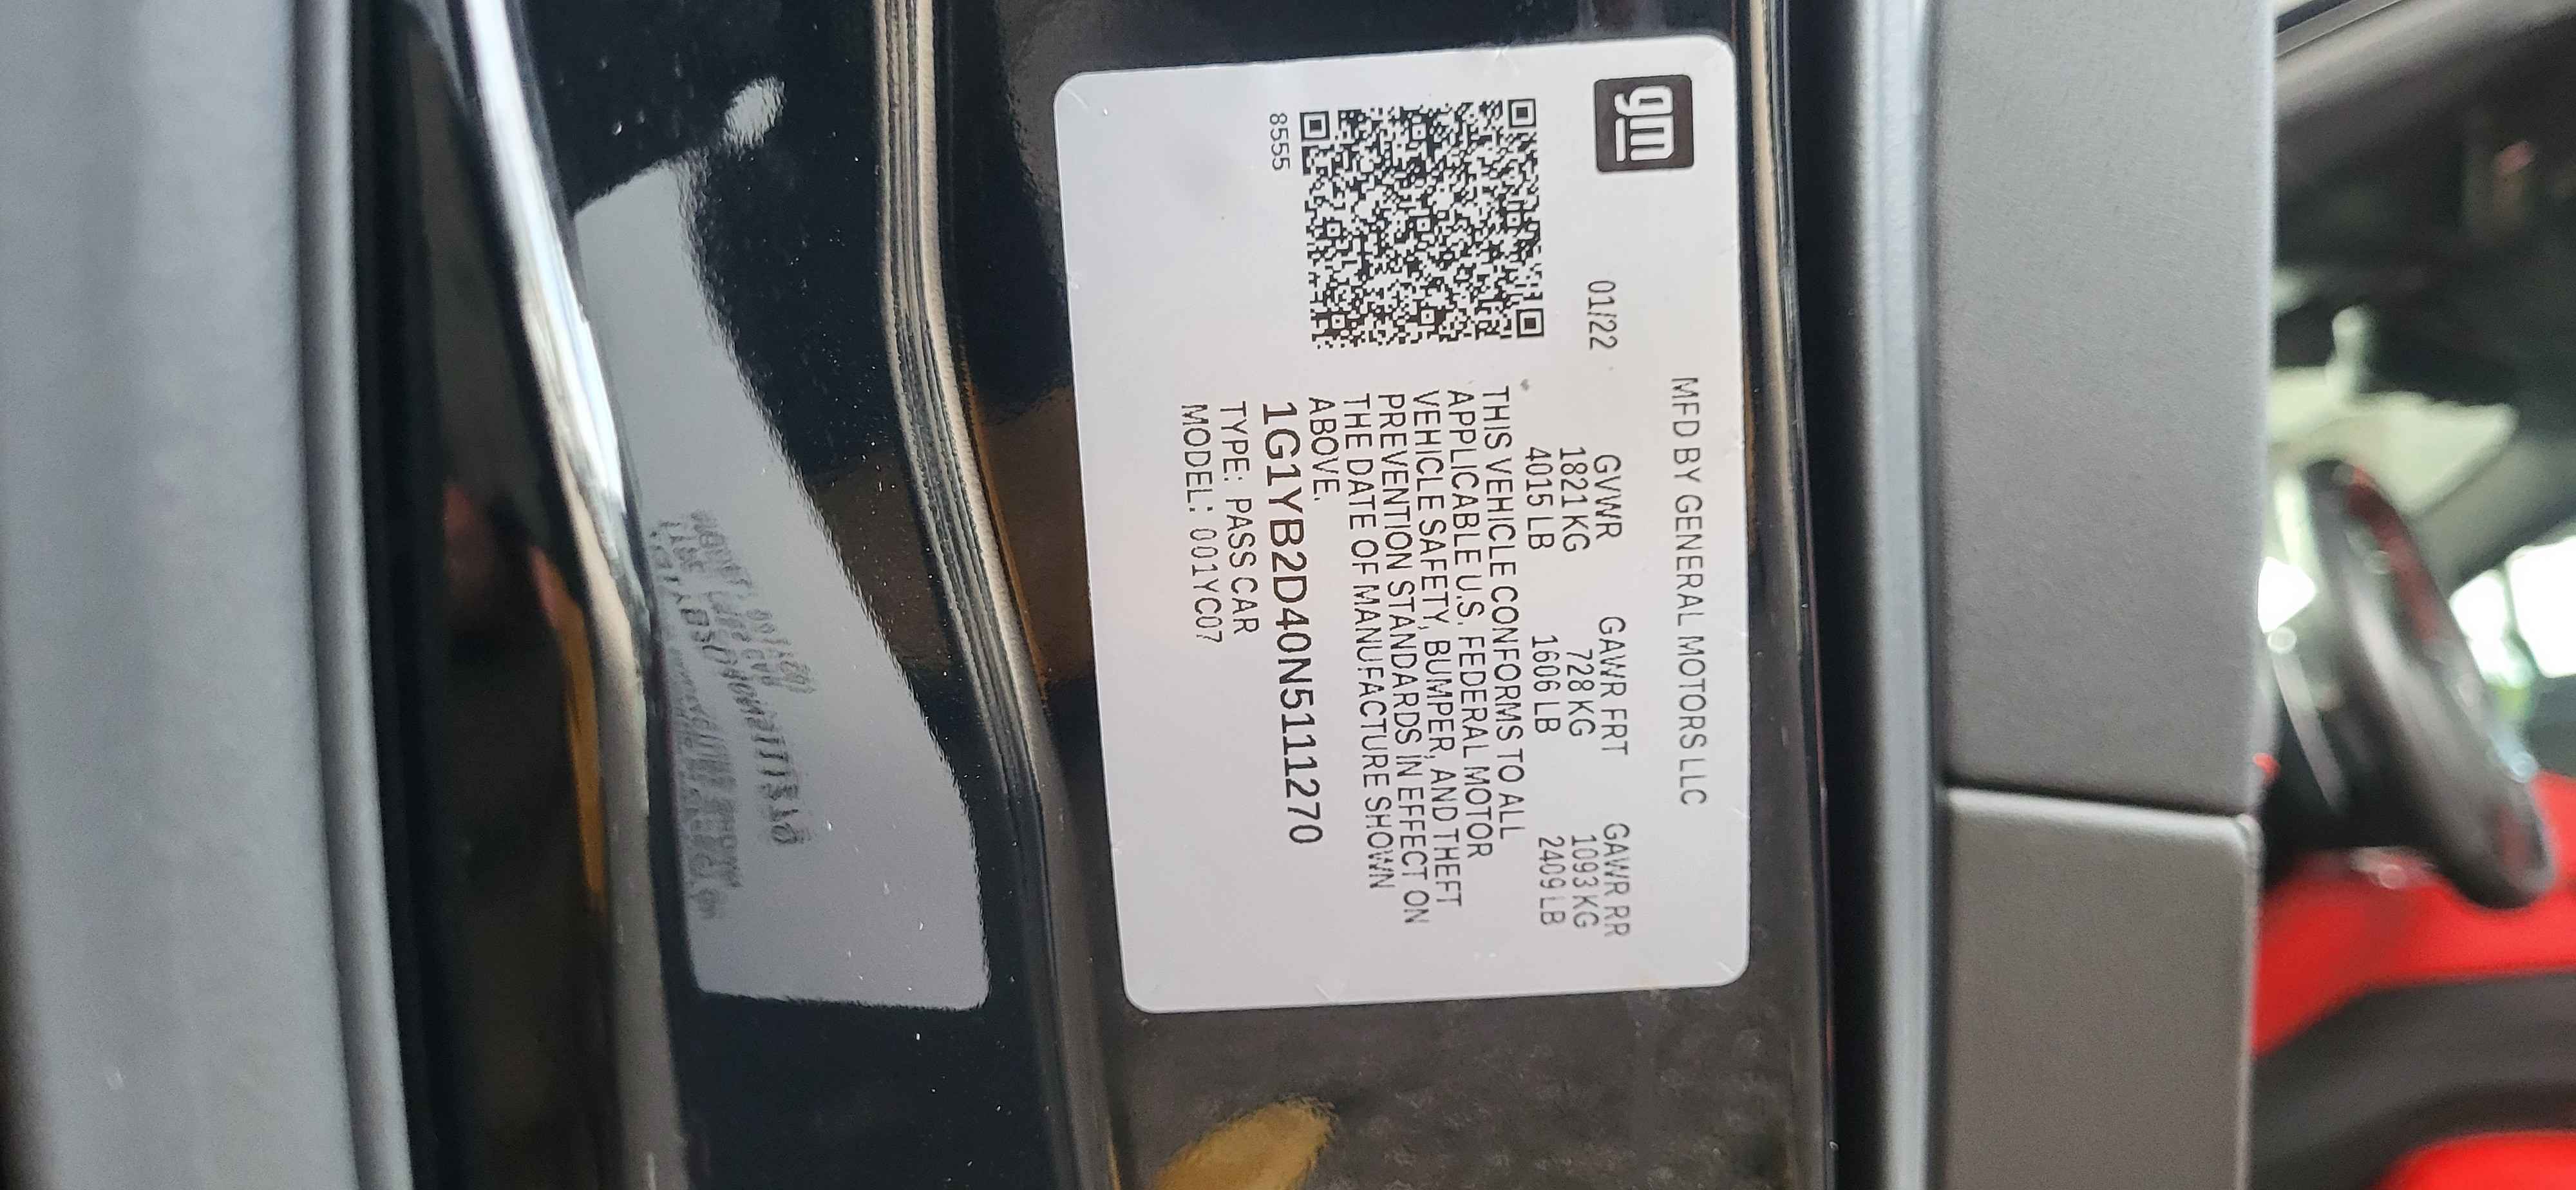 gm
MFD BY GENERAL MOTORS LLC
01/22
GVWR GAWR FRT GAWR RR
1821 KG 728 KG 1093 KG
4015 LB 1606 LB 2409 LB
THIS VEHICLE CONFORMS TO ALL
APPLICABLE U.S. FEDERAL MOTOR
VEHICLE SAFETY, BUMPER, AND THEFT
PREVENTION STANDARDS IN EFFECT ON
THE DATE OF MANUFACTURE SHOWN
ABOVE.
8555
1G1YB2D40N5111270
TYPE: PASS CAR
MODEL: 001YC07